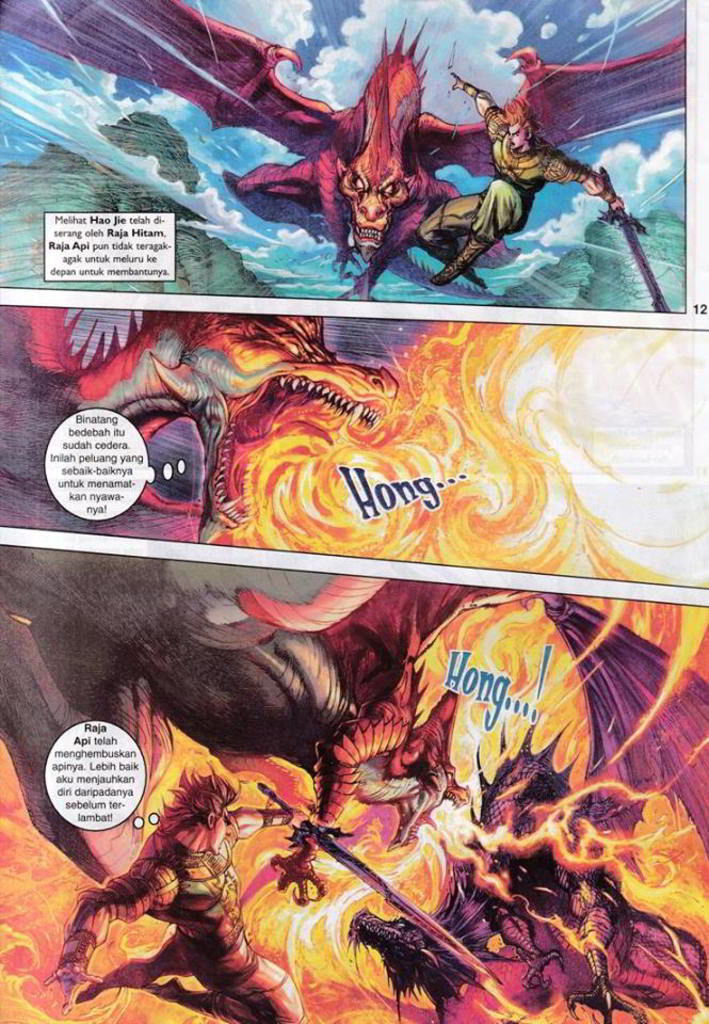 Melihat Hao Jie telah di-
serang oleh Raja Hitam,
Raja Api pun tidak teragak-
agak untuk meluru ke
depan untuk membantunya.
12
Binatang
bedebah itu
sudah cedera.
Inilah peluang yang
sebaik-baiknya
untuk menamat-
kan nyawa-
nya!
Hong...
Hong....!
Raja
Api telah
menghembuskan
apinya. Lebih baik
aku menjauhkan
diri daripadanya
sebelum ter-
lambat!